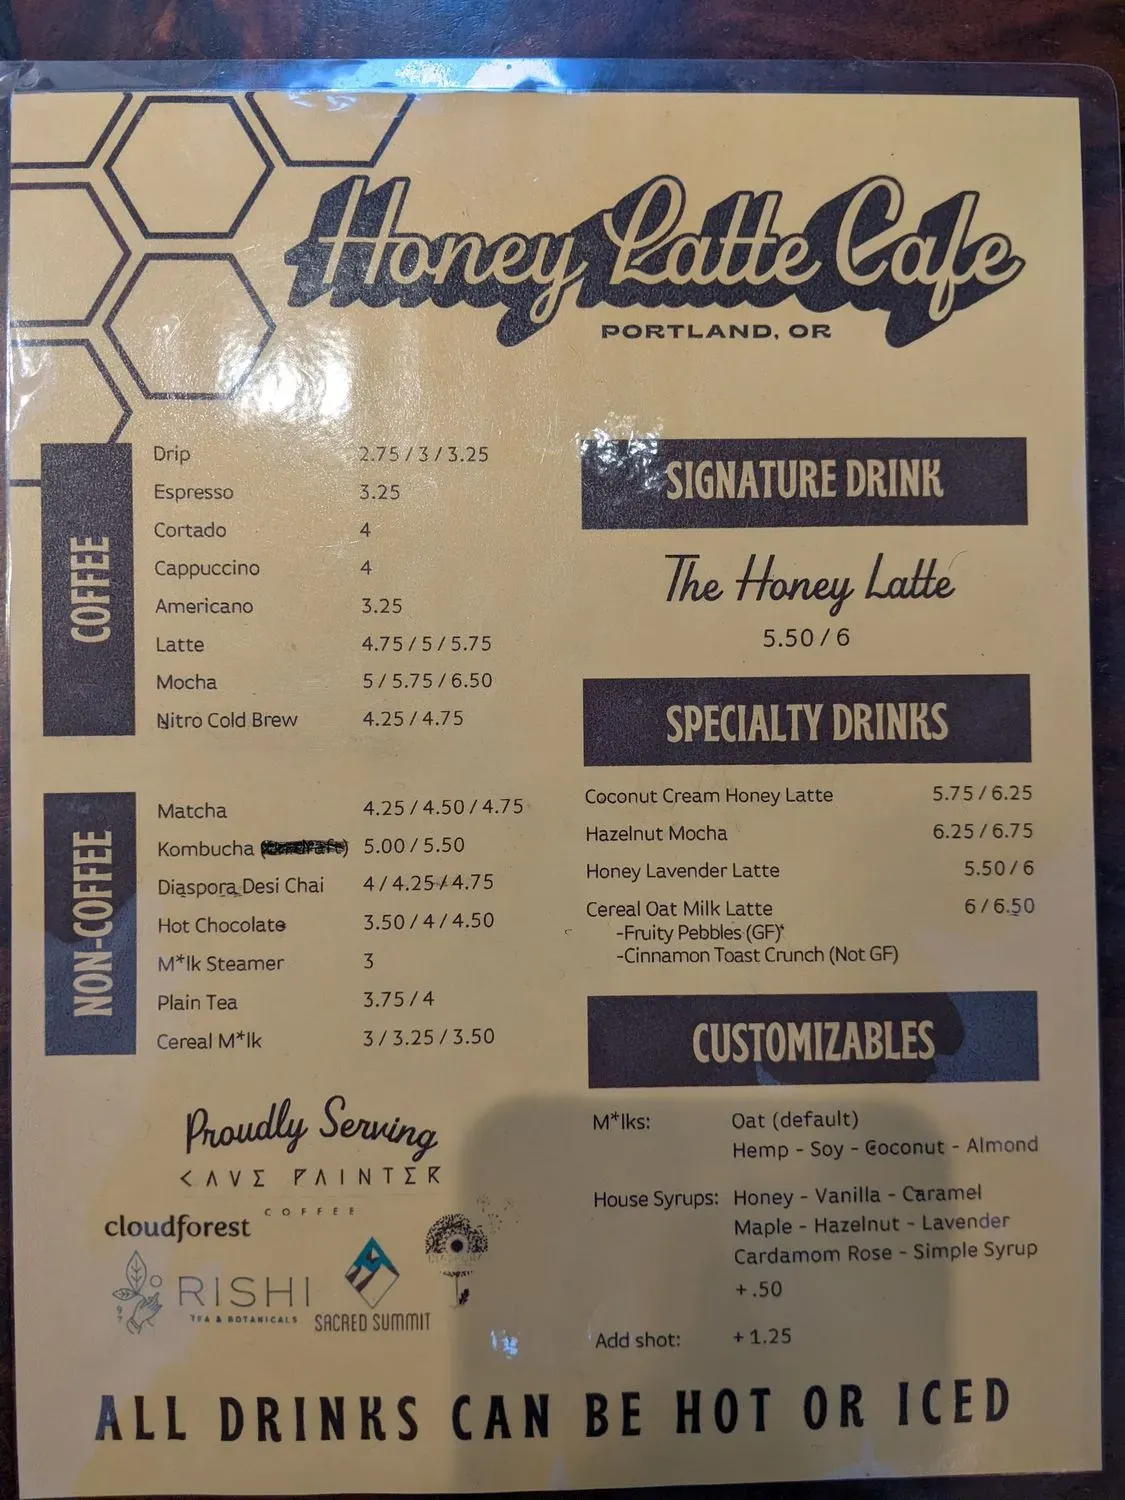 Honey Latte Cafe
PORTLAND, OR
COFFEE
Drip 2.75 / 3 / 3.25
Espresso 3.25
Cortado 4
Cappuccino 4
Americano 3.25
Latte 4.75 / 5 / 5.75
Mocha 5 / 5.75 / 6.50
Nitro Cold Brew 4.25 / 4.75
NON-COFFEE
Matcha 4.25 / 4.50 / 4.75
Kombucha 5.00 / 5.50
Diaspora Desi Chai 4 / 4.25 / 4.75
Hot Chocolate 3.50 / 4 / 4.50
M*lk Steamer 3
Plain Tea 3.75 / 4
Cereal M*lk 3 / 3.25 / 3.50
Proudly Serving
CAVE PAINTER
COFFEE
cloudforest
RISHI
TEA & BOTANICALS
SACRED SUMMIT
SIGNATURE DRINK
The Honey Latte
5.50 / 6
SPECIALTY DRINKS
Coconut Cream Honey Latte 5.75 / 6.25
Hazelnut Mocha 6.25 / 6.75
Honey Lavender Latte 5.50 / 6
Cereal Oat Milk Latte 6 / 6.50
-Fruity Pebbles (GF)*
-Cinnamon Toast Crunch (Not GF)
CUSTOMIZABLES
M*lks: Oat (default)
Hemp - Soy - Coconut - Almond
House Syrups: Honey - Vanilla - Caramel
Maple - Hazelnut - Lavender
Cardamom Rose - Simple Syrup
+ .50
Add shot: + 1.25
ALL DRINKS CAN BE HOT OR ICED